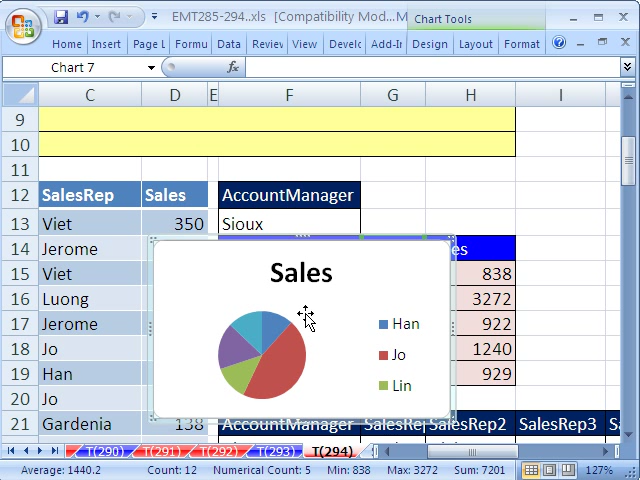 EMT285-294..xls [Compatibility Mod... M
Chart Tools
Home Insert Page L Formu Data Revie View Develc Add-Ir Design Layout Format
Chart 7 fx
C D E F G H I
9
10
11
12 SalesRep Sales AccountManager
13 Viet 350 Sioux
14 Jerome es
15 Viet 838
16 Luong 3272
17 Jerome 922
18 Jo 1240
19 Han 929
20 Jo
21 Gardenia 138 AccountManager SalesRep SalesRep2 SalesRep3 Sa
Sales
Han
Jo
Lin
T(290) T(291) T(292) T(293) T(294)
Average: 1440.2 Count: 12 Numerical Count: 5 Min: 838 Max: 3272 Sum: 7201 127%